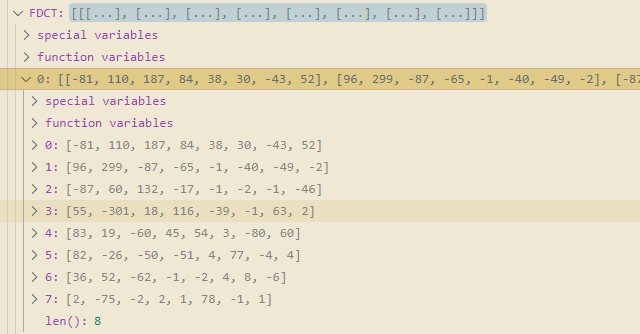 FDCT: [[[...], [...], [...], [...], [...], [...], [...], [...]]]
special variables
function variables
0: [[-81, 110, 187, 84, 38, 30, -43, 52], [96, 299, -87, -65, -1, -40, -49, -2], [-87
special variables
function variables
0: [-81, 110, 187, 84, 38, 30, -43, 52]
1: [96, 299, -87, -65, -1, -40, -49, -2]
2: [-87, 60, 132, -17, -1, -2, -1, -46]
3: [55, -301, 18, 116, -39, -1, 63, 2]
4: [83, 19, -60, 45, 54, 3, -80, 60]
5: [82, -26, -50, -51, 4, 77, -4, 4]
6: [36, 52, -62, -1, -2, 4, 8, -6]
7: [2, -75, -2, 2, 1, 78, -1, 1]
len(): 8